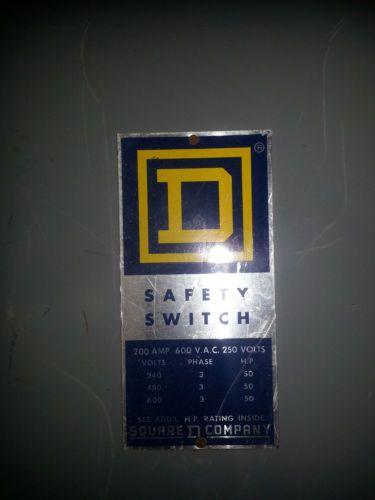 D
®
SAFETY
SWITCH
200 AMP. 600 V.A.C. 250 VOLTS
VOLTS PHASE H.P.
240 3 50
480 3 50
600 3 50
SEE ADD'L. H.P. RATING INSIDE
SQUARE D COMPANY